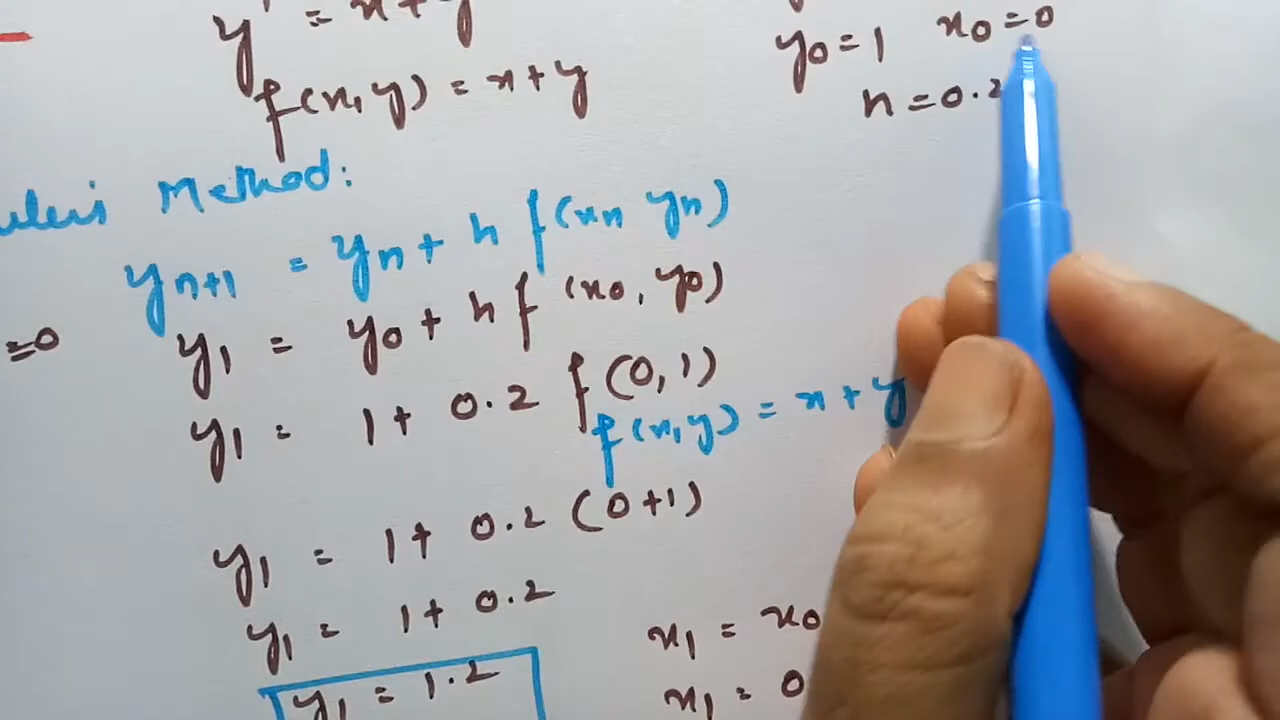 y' = x+y
f(x,y) = x+y
y0=1 x0=0
h=0.2
Method:
yn+1 = yn + h f(xn yn)
=0
y1 = y0 + h f(x0, y0)
y1 = 1+ 0.2 f(0,1)
f(x,y) = x+y
y1 = 1+ 0.2 (0+1)
y1 = 1+ 0.2
y1 = 1.2
x1 = x0
x1 = 0